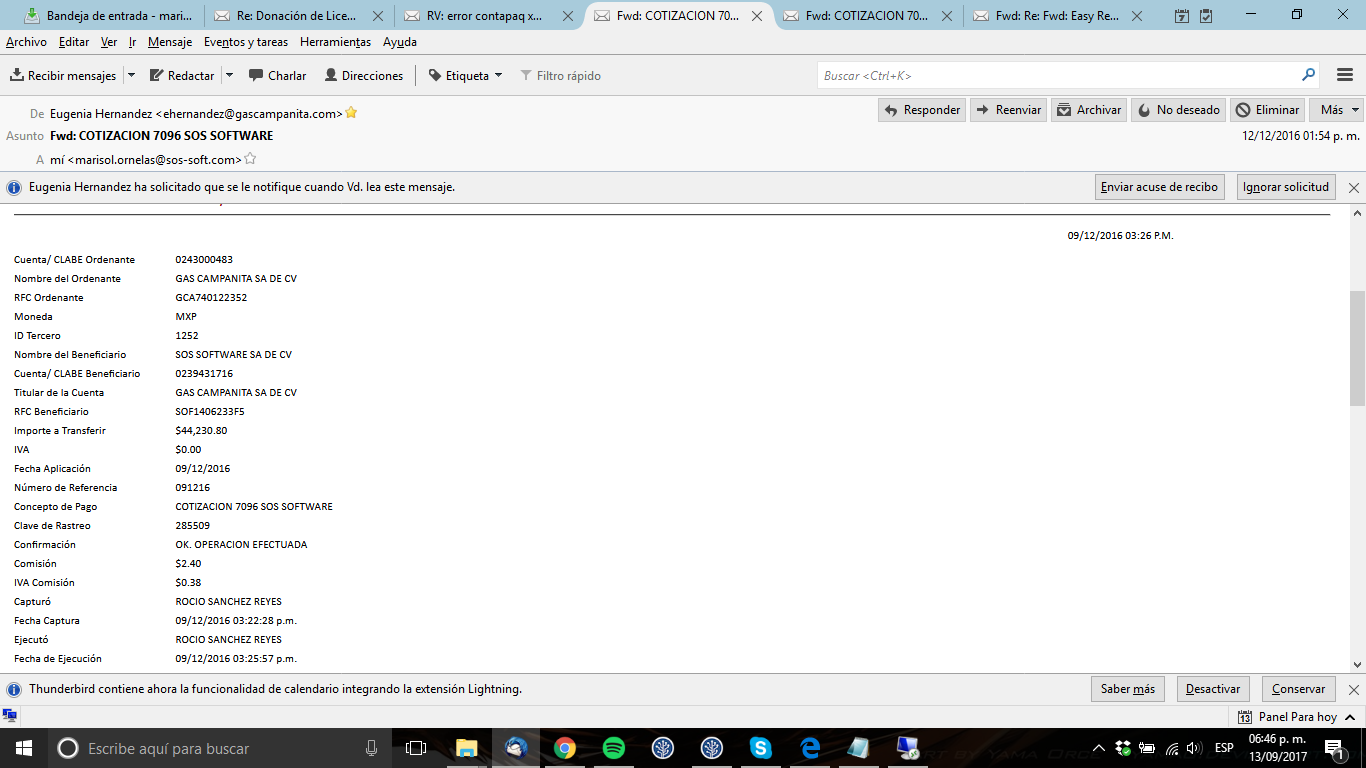 Bandeja de entrada - mari...
Re: Donación de Lice...
RV: error contapaq x...
Fwd: COTIZACION 70...
Fwd: COTIZACION 70...
Fwd: Re: Fwd: Easy Re...
Archivo Editar Ver Ir Mensaje Eventos y tareas Herramientas Ayuda
Recibir mensajes Redactar Charlar Direcciones Etiqueta Filtro rápido Buscar <Ctrl+K>
De Eugenia Hernandez <ehernandez@gascampanita.com> Responder Reenviar Archivar No deseado Eliminar Más
Asunto Fwd: COTIZACION 7096 SOS SOFTWARE 12/12/2016 01:54 p. m.
A mí <marisol.ornelas@sos-soft.com>
Eugenia Hernandez ha solicitado que se le notifique cuando Vd. lea este mensaje. Enviar acuse de recibo Ignorar solicitud
09/12/2016 03:26 P.M.
Cuenta/ CLABE Ordenante 0243000483
Nombre del Ordenante GAS CAMPANITA SA DE CV
RFC Ordenante GCA740122352
Moneda MXP
ID Tercero 1252
Nombre del Beneficiario SOS SOFTWARE SA DE CV
Cuenta/ CLABE Beneficiario 0239431716
Titular de la Cuenta GAS CAMPANITA SA DE CV
RFC Beneficiario SOF1406233F5
Importe a Transferir $44,230.80
IVA $0.00
Fecha Aplicación 09/12/2016
Número de Referencia 091216
Concepto de Pago COTIZACION 7096 SOS SOFTWARE
Clave de Rastreo 285509
Confirmación OK. OPERACION EFECTUADA
Comisión $2.40
IVA Comisión $0.38
Capturó ROCIO SANCHEZ REYES
Fecha Captura 09/12/2016 03:22:28 p.m.
Ejecutó ROCIO SANCHEZ REYES
Fecha de Ejecución 09/12/2016 03:25:57 p.m.
Thunderbird contiene ahora la funcionalidad de calendario integrando la extensión Lightning. Saber más Desactivar Conservar
13 Panel Para hoy
Escribe aquí para buscar ESP 06:46 p. m.
13/09/2017 1